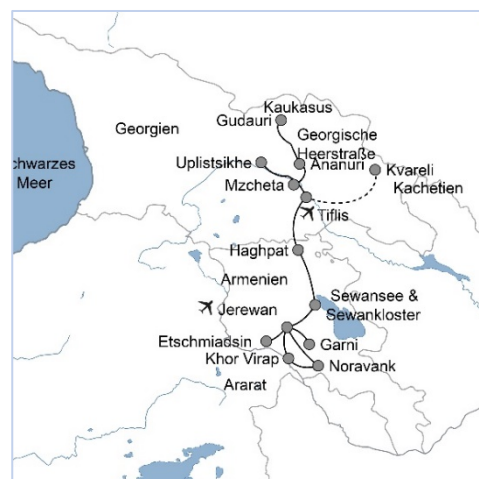 Kaukasus
Gudauri
Georgien
Georgische
Heerstraße
Uplistsikhe
Ananuri
Kvareli
chwarzes
Meer
Mzcheta
Kachetien
Tiflis
Haghpat
Armenien
Sewansee &
Sewankloster
Jerewan
Etschmiadsin
Garni
Khor Virap
Noravank
Ararat